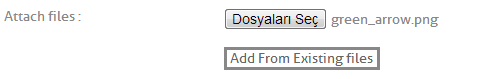 Attach files : Dosyaları Seç green_arrow.png
Add From Existing files